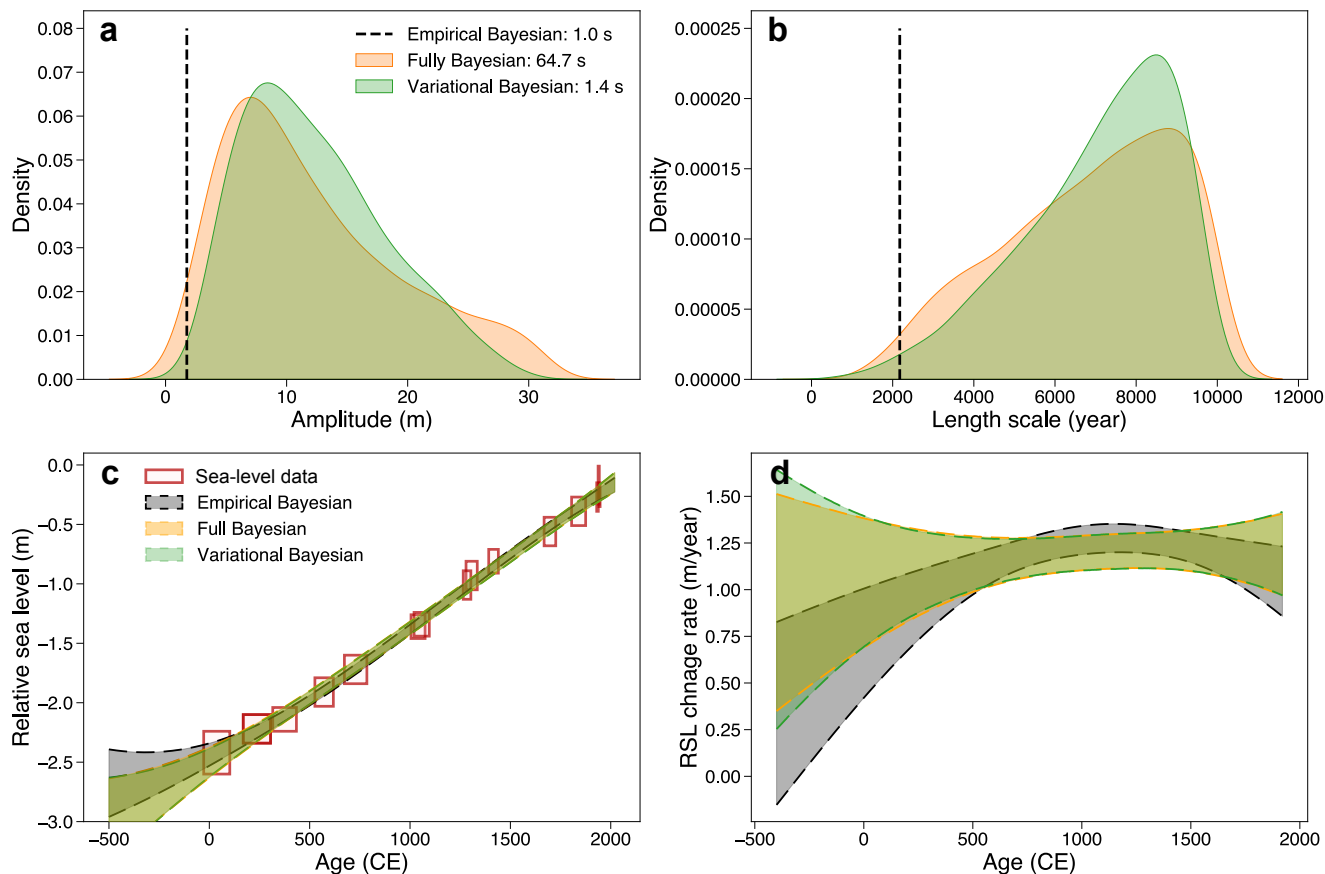 a
Empirical Bayesian: 1.0 s
Fully Bayesian: 64.7 s
Variational Bayesian: 1.4 s
0.08
0.07
0.06
0.05
0.04
0.03
0.02
0.01
0.00
Density
0 10 20 30
Amplitude (m)
b
0.00025
0.00020
0.00015
0.00010
0.00005
0.00000
Density
0 2000 4000 6000 8000 10000 12000
Length scale (year)
c
Sea-level data
Empirical Bayesian
Full Bayesian
Variational Bayesian
0.0
−0.5
−1.0
−1.5
−2.0
−2.5
−3.0
Relative sea level (m)
−500 0 500 1000 1500 2000
Age (CE)
d
1.50
1.25
1.00
0.75
0.50
0.25
0.00
RSL chnage rate (m/year)
−500 0 500 1000 1500 2000
Age (CE)